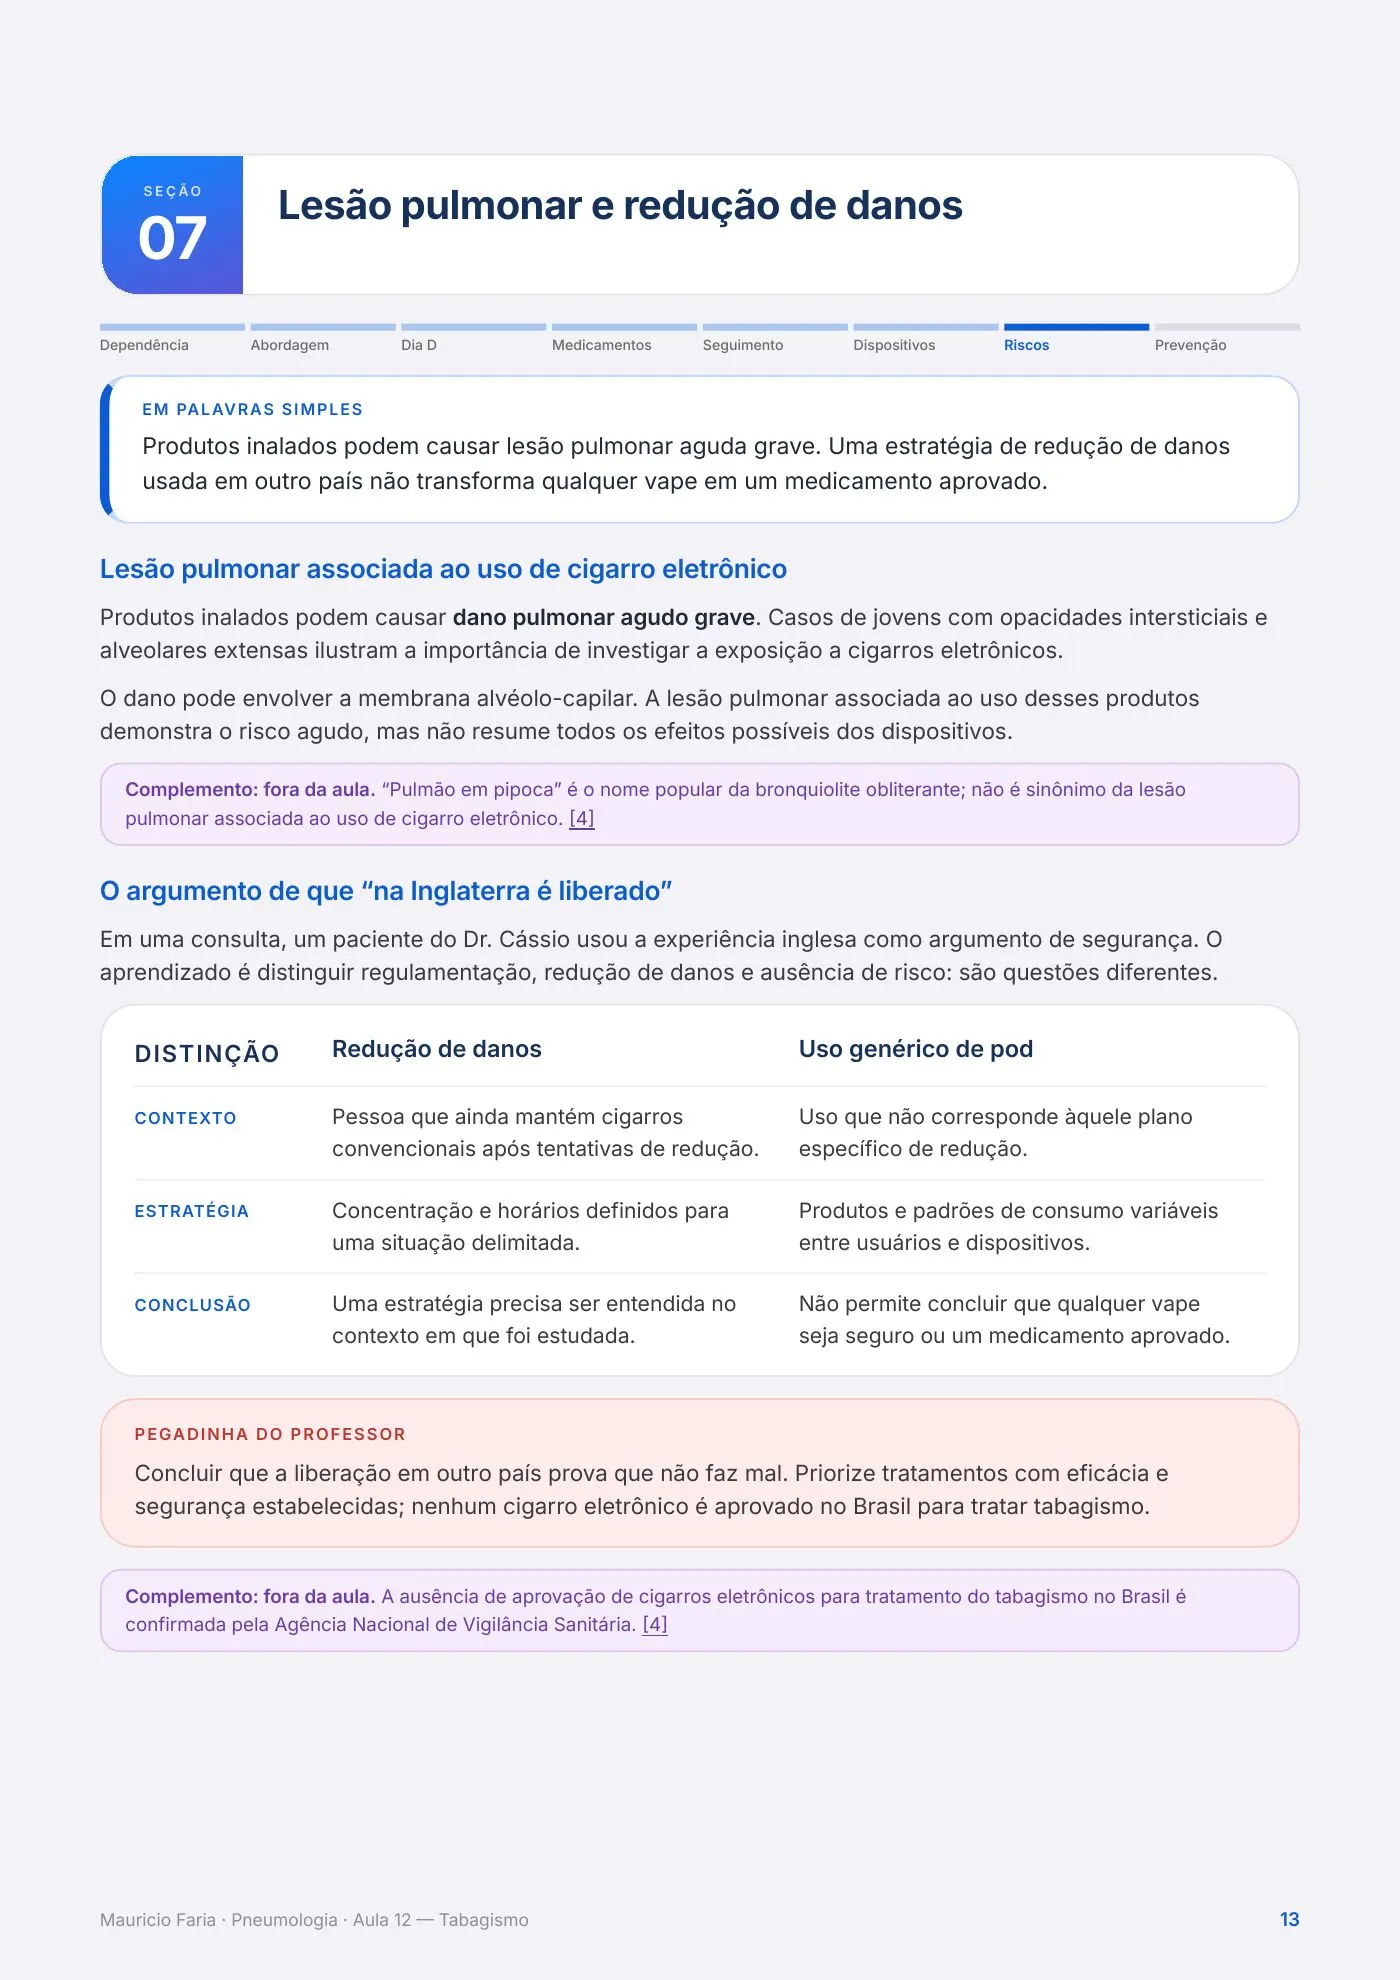 SEÇÃO
07
Lesão pulmonar e redução de danos
Dependência
Abordagem
Dia D
Medicamentos
Seguimento
Dispositivos
Riscos
Prevenção
EM PALAVRAS SIMPLES
Produtos inalados podem causar lesão pulmonar aguda grave. Uma estratégia de redução de danos
usada em outro país não transforma qualquer vape em um medicamento aprovado.
Lesão pulmonar associada ao uso de cigarro eletrônico
Produtos inalados podem causar dano pulmonar agudo grave. Casos de jovens com opacidades intersticiais e
alveolares extensas ilustram a importância de investigar a exposição a cigarros eletrônicos.
O dano pode envolver a membrana alvéolo-capilar. A lesão pulmonar associada ao uso desses produtos
demonstra o risco agudo, mas não resume todos os efeitos possíveis dos dispositivos.
Complemento: fora da aula. “Pulmão em pipoca” é o nome popular da bronquiolite obliterante; não é sinônimo da lesão
pulmonar associada ao uso de cigarro eletrônico. [4]
O argumento de que “na Inglaterra é liberado”
Em uma consulta, um paciente do Dr. Cássio usou a experiência inglesa como argumento de segurança. O
aprendizado é distinguir regulamentação, redução de danos e ausência de risco: são questões diferentes.
DISTINÇÃO
Redução de danos
Uso genérico de pod
CONTEXTO
Pessoa que ainda mantém cigarros
convencionais após tentativas de redução.
Uso que não corresponde àquele plano
específico de redução.
ESTRATÉGIA
Concentração e horários definidos para
uma situação delimitada.
Produtos e padrões de consumo variáveis
entre usuários e dispositivos.
CONCLUSÃO
Uma estratégia precisa ser entendida no
contexto em que foi estudada.
Não permite concluir que qualquer vape
seja seguro ou um medicamento aprovado.
PEGADINHA DO PROFESSOR
Concluir que a liberação em outro país prova que não faz mal. Priorize tratamentos com eficácia e
segurança estabelecidas; nenhum cigarro eletrônico é aprovado no Brasil para tratar tabagismo.
Complemento: fora da aula. A ausência de aprovação de cigarros eletrônicos para tratamento do tabagismo no Brasil é
confirmada pela Agência Nacional de Vigilância Sanitária. [4]
Mauricio Faria · Pneumologia · Aula 12 — Tabagismo
13